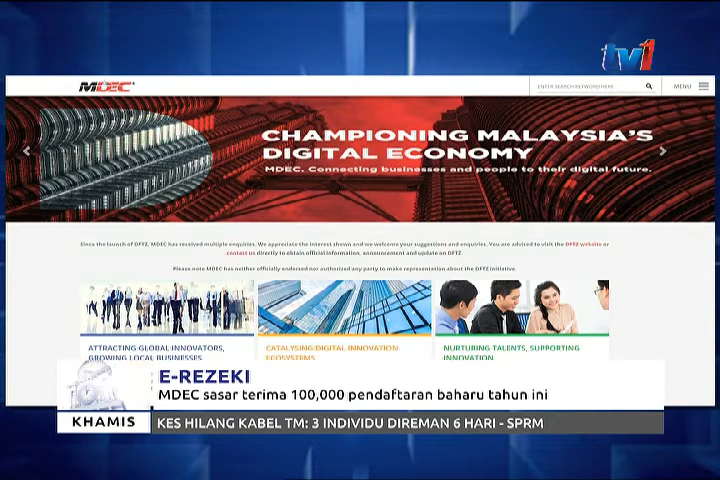 tv1
MDEC
ENTER SEARCH KEYWORD HERE
MENU
CHAMPIONING MALAYSIA'S
DIGITAL ECONOMY
MDEC. Connecting businesses and people to their digital future.
Since the launch of DFTZ, MDEC has received multiple enquiries. We appreciate the interest shown and we welcome your suggestions and enquiries. You are advised to visit the DFTZ website or
contact us directly to obtain official information, announcement and update on DFTZ.
Please note MDEC has neither officially endorsed nor authorized any party to make representation about the DFTZ initiative.
ATTRACTING GLOBAL INNOVATORS,
GROWING LOCAL BUSINESSES
CATALYSING DIGITAL INNOVATION
ECOSYSTEMS
NURTURING TALENTS, SUPPORTING
INNOVATION
E-REZEKI
MDEC sasar terima 100,000 pendaftaran baharu tahun ini
KHAMIS
KES HILANG KABEL TM: 3 INDIVIDU DIREMAN 6 HARI - SPRM